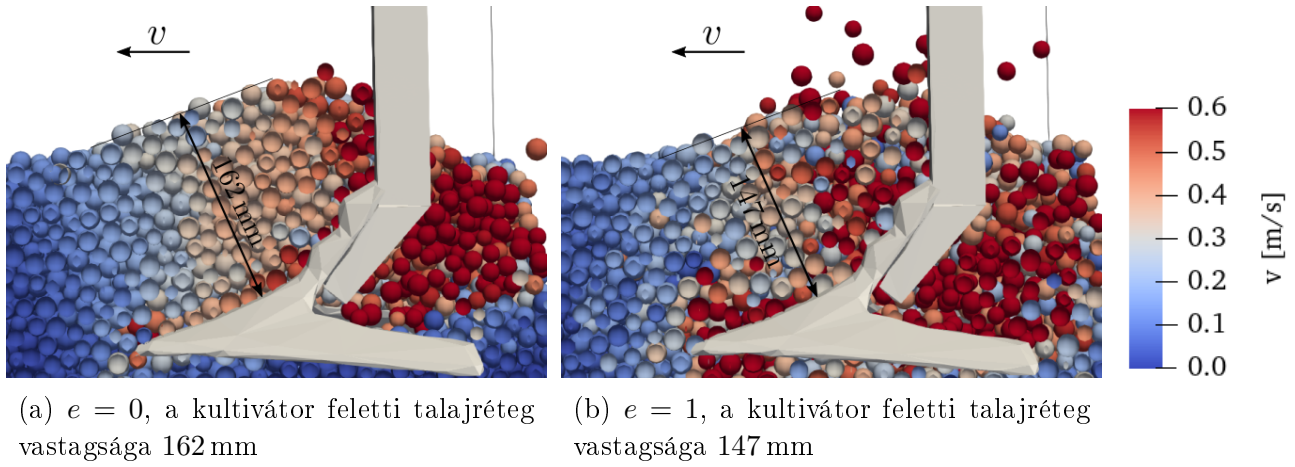 v
162 mm
v
147 mm
0.6
0.5
0.4
0.3
0.2
0.1
0.0
v [m/s]
(a) e = 0, a kultivátor feletti talajréteg
vastagsága 162 mm
(b) e = 1, a kultivátor feletti talajréteg
vastagsága 147 mm